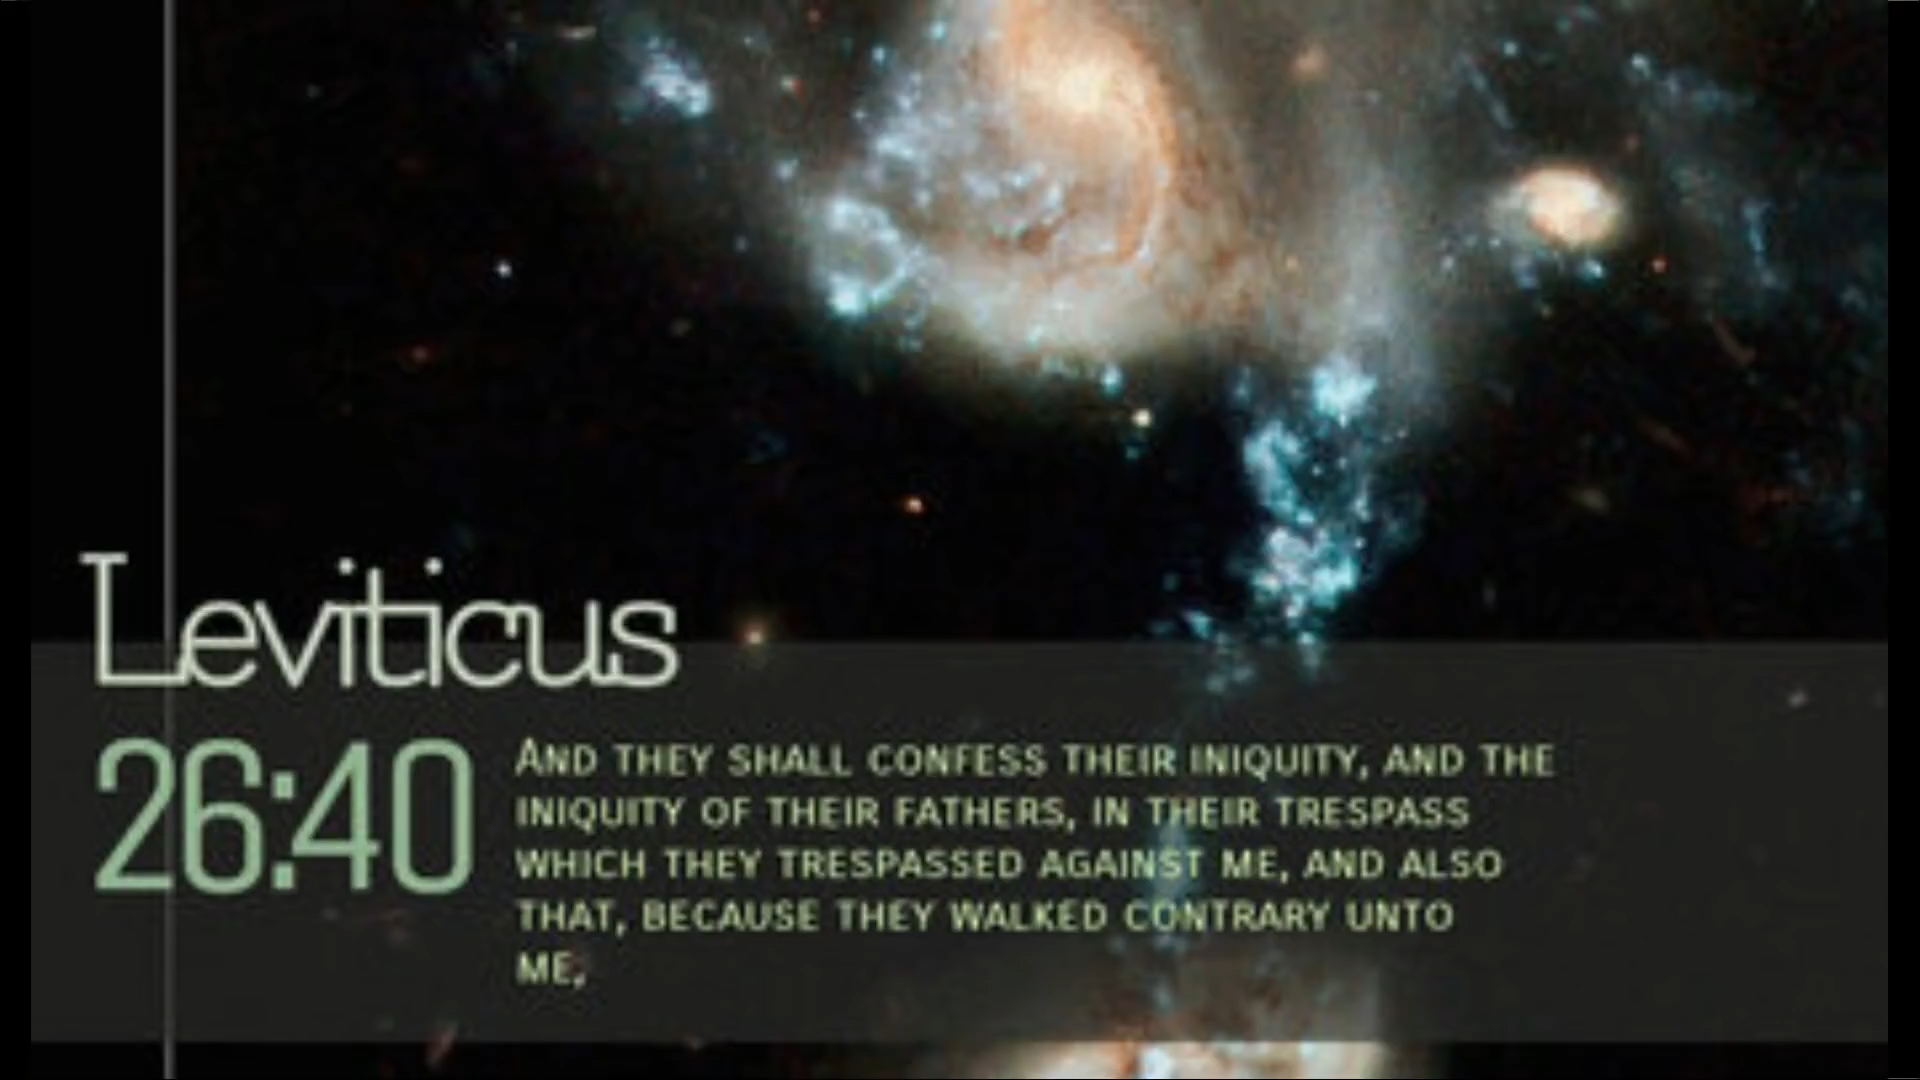 Leviticus
26:40
And they shall confess their iniquity, and the
iniquity of their fathers, in their trespass
which they trespassed against me, and also
that, because they walked contrary unto
me,